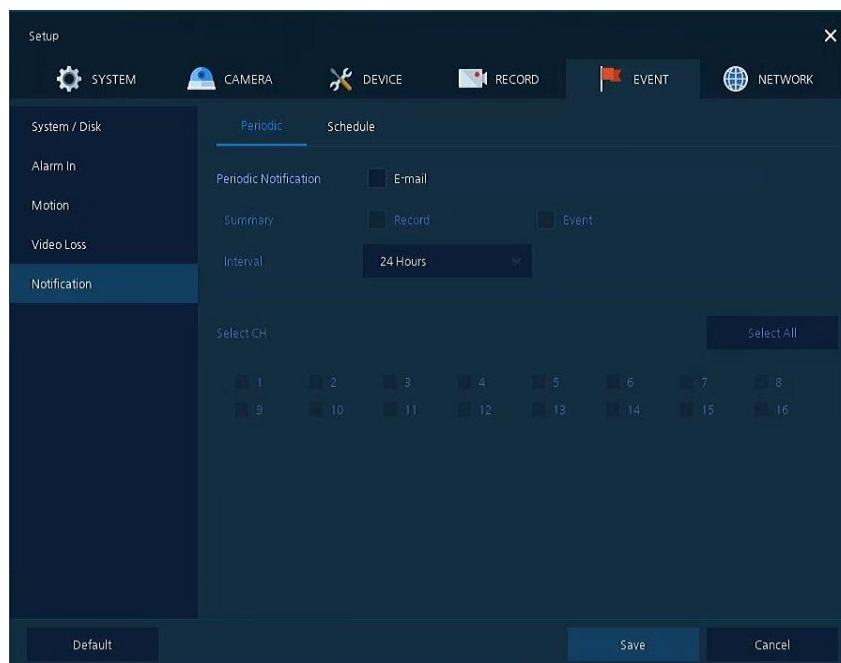 Setup
SYSTEM CAMERA DEVICE RECORD EVENT NETWORK
System / Disk
Alarm In
Motion
Video Loss
Notification
Periodic Schedule
Periodic Notification E-mail
Summary Record Event
Interval 24 Hours
Select CH Select All
1 2 3 4 5 6 7 8
9 10 11 12 13 14 15 16
Default Save Cancel